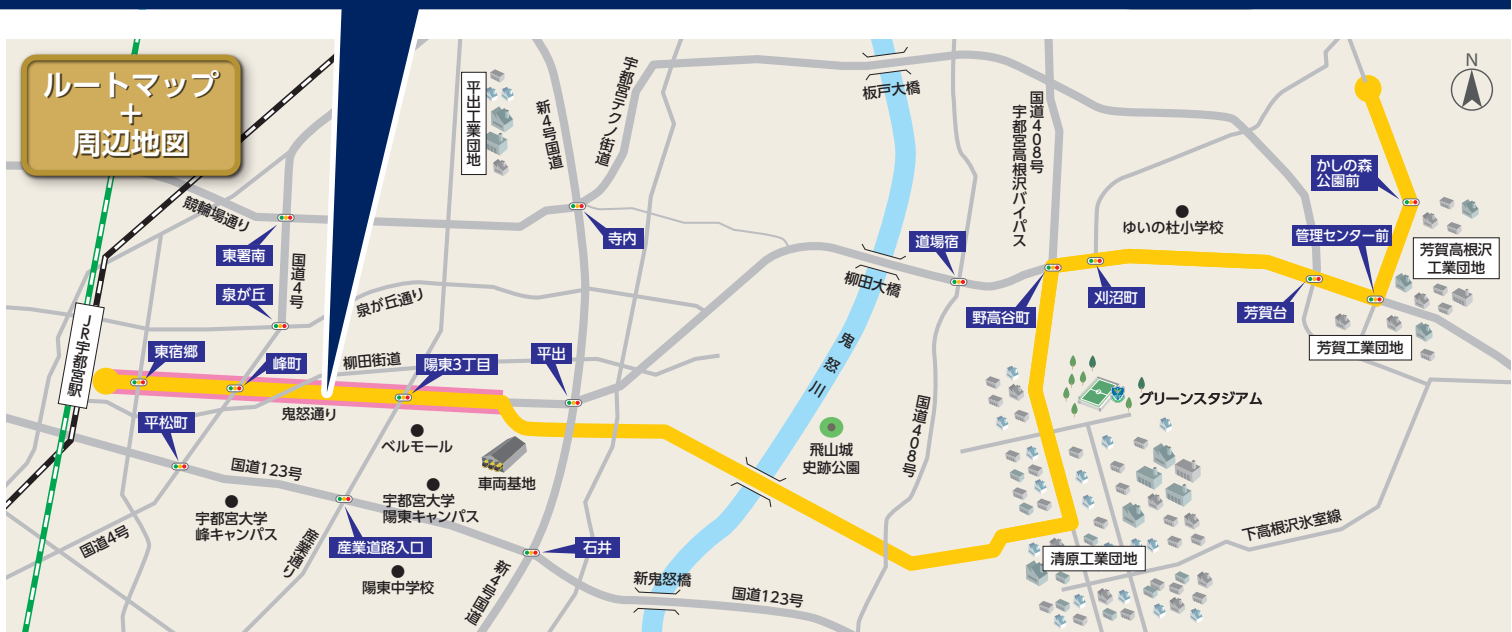 ルートマップ
+
周辺地図
N
平出工業団地
新4号国道
宇都宮テクノ街道
板戸大橋
国道408号
宇都宮高根沢バイパス
かしの森
公園前
競輪場通り
東署南
寺内
道場宿
ゆいの杜小学校
管理センター前
芳賀高根沢
工業団地
国道4号
泉が丘
泉が丘通り
柳田大橋
野高谷町
刈沼町
芳賀台
芳賀工業団地
JR宇都宮駅
東宿郷
峰町
柳田街道
陽東3丁目
平出
鬼怒川
鬼怒通り
平松町
ベルモール
国道408号
グリーンスタジアム
飛山城
史跡公園
国道123号
車両基地
宇都宮大学
陽東キャンパス
宇都宮大学
峰キャンパス
国道4号
産業通り
産業道路入口
石井
清原工業団地
下高根沢氷室線
陽東中学校
新4号国道
新鬼怒橋
国道123号